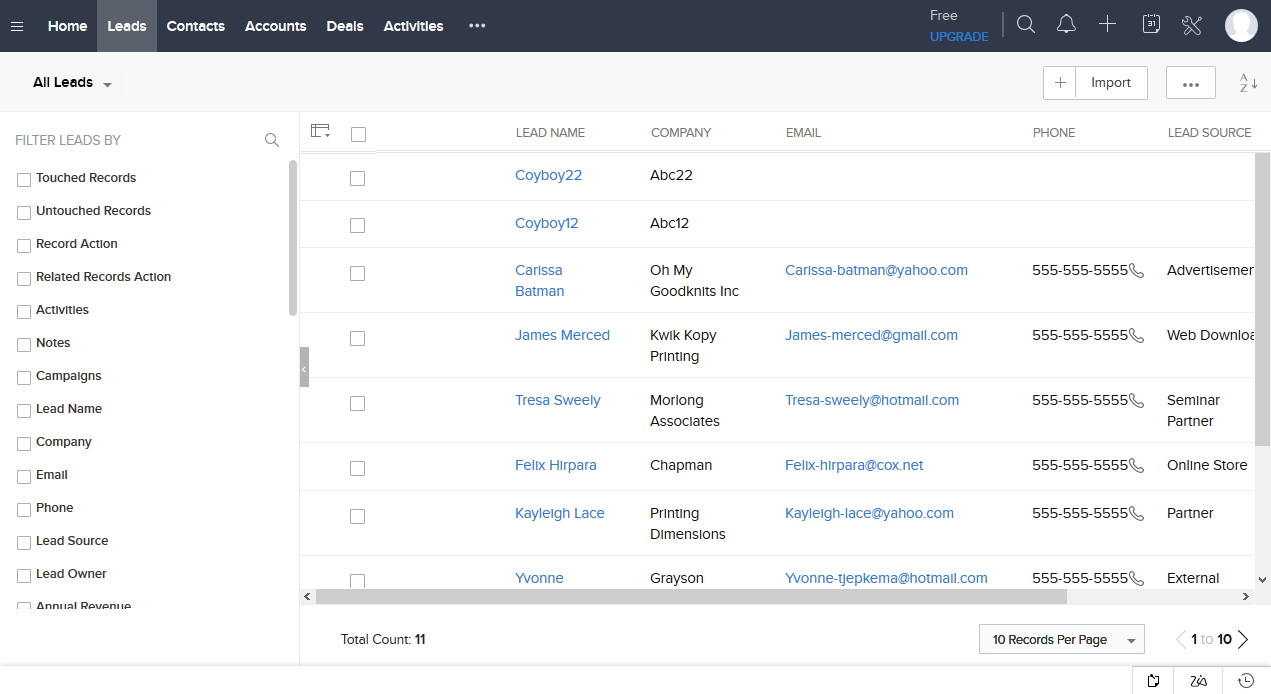 Home Leads Contacts Accounts Deals Activities
Free
UPGRADE
31
All Leads
Import
A
Z
FILTER LEADS BY
Touched Records
Untouched Records
Record Action
Related Records Action
Activities
Notes
Campaigns
Lead Name
Company
Email
Phone
Lead Source
Lead Owner
Annual Revenue
LEAD NAME COMPANY EMAIL PHONE LEAD SOURCE
Coyboy22 Abc22
Coyboy12 Abc12
Carissa Oh My Carissa-batman@yahoo.com 555-555-5555 Advertisemen
Batman Goodknits Inc
James Merced Kwik Kopy James-merced@gmail.com 555-555-5555 Web Downloa
Printing
Tresa Sweely Morlong Tresa-sweely@hotmail.com 555-555-5555 Seminar
Associates Partner
Felix Hirpara Chapman Felix-hirpara@cox.net 555-555-5555 Online Store
Kayleigh Lace Printing Kayleigh-lace@yahoo.com 555-555-5555 Partner
Dimensions
Yvonne Grayson Yvonne-tjepkema@hotmail.com 555-555-5555 External
Total Count: 11
10 Records Per Page
1 to 10